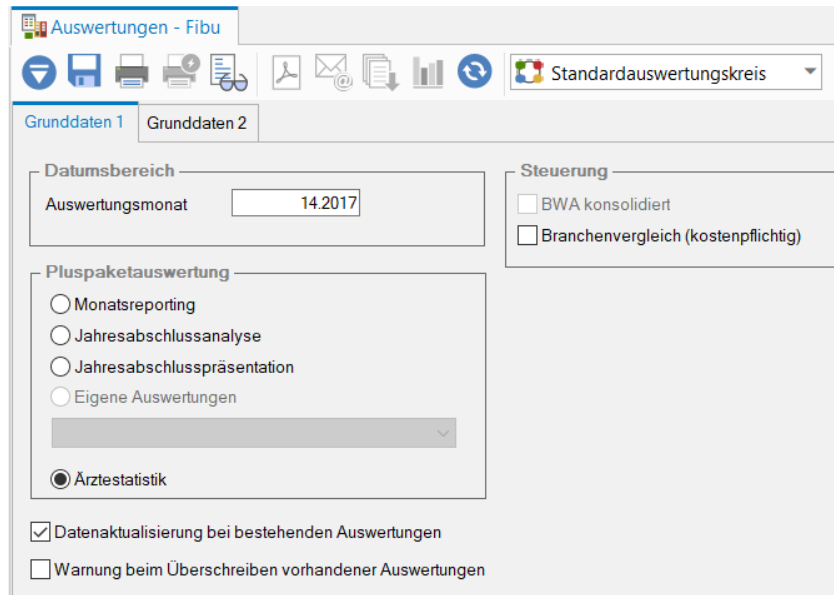 Auswertungen - Fibu
Standardauswertungskreis
Grunddaten 1
Grunddaten 2
Datumsbereich
Auswertungsmonat
14.2017
Steuerung
BWA konsolidiert
Branchenvergleich (kostenpflichtig)
Pluspaketauswertung
Monatsreporting
Jahresabschlussanalyse
Jahresabschlusspräsentation
Eigene Auswertungen
Ärztestatistik
Datenaktualisierung bei bestehenden Auswertungen
Warnung beim Überschreiben vorhandener Auswertungen